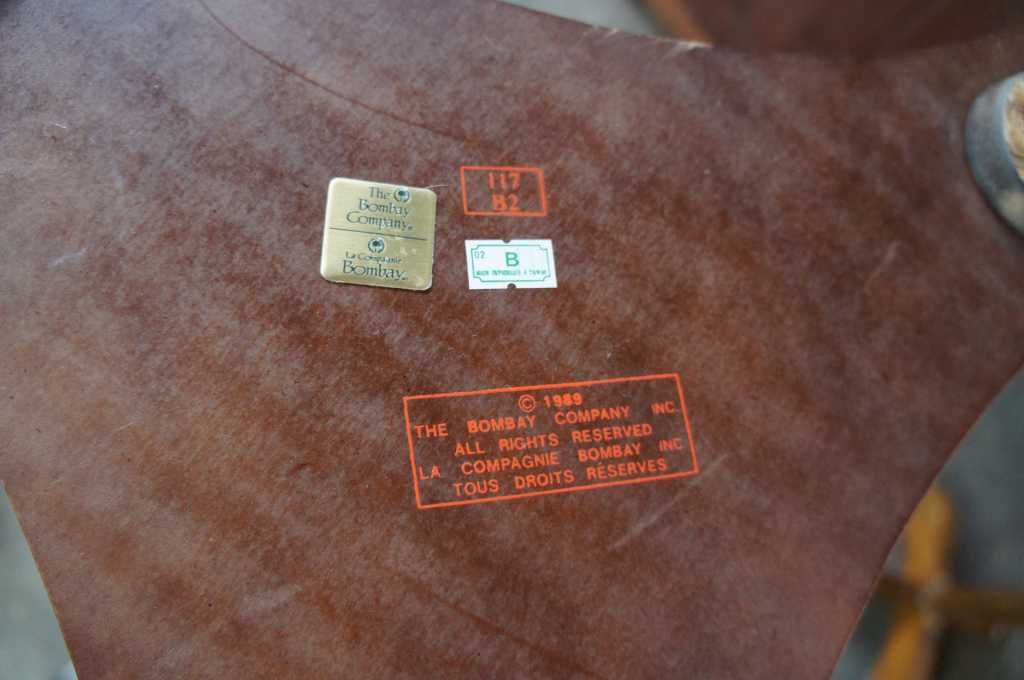 The
Bombay
Company®
La Compagnie
Bombay
117
B2
02
B
© 1989
THE BOMBAY COMPANY INC.
ALL RIGHTS RESERVED
LA COMPAGNIE BOMBAY INC
TOUS DROITS RÉSERVES